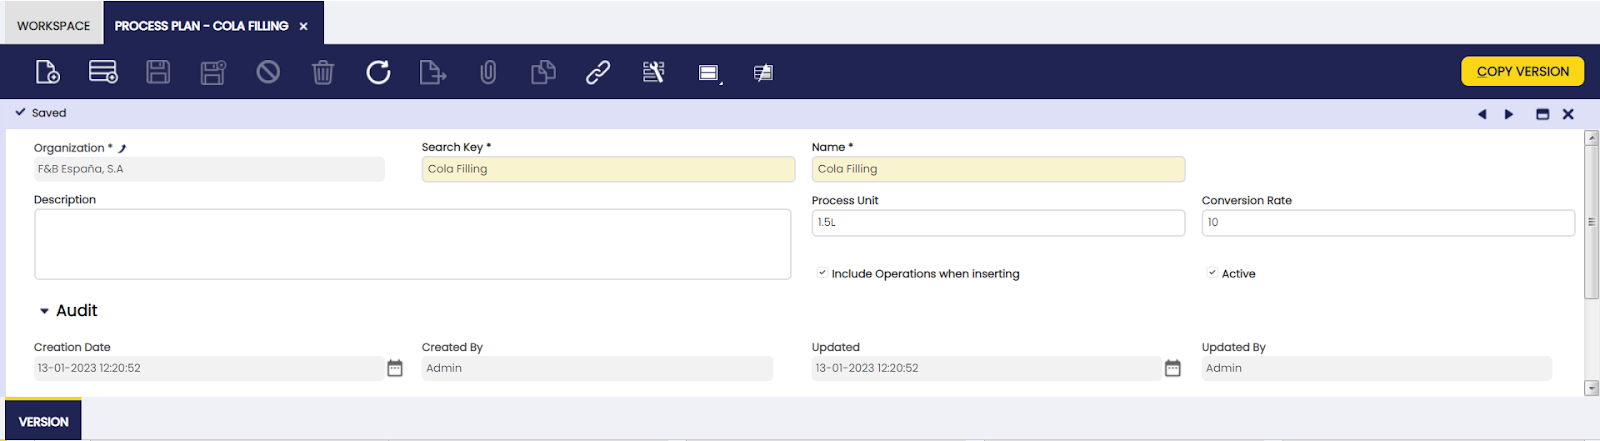 WORKSPACE
PROCESS PLAN - COLA FILLING ×
COPY VERSION
Saved
Organization *
Search Key *
Name *
F&B España, S.A
Cola Filling
Cola Filling
Description
Process Unit
Conversion Rate
1.5L
10
Include Operations when inserting
Active
Audit
Creation Date
Created By
Updated
Updated By
13-01-2023 12:20:52
Admin
13-01-2023 12:20:52
Admin
VERSION